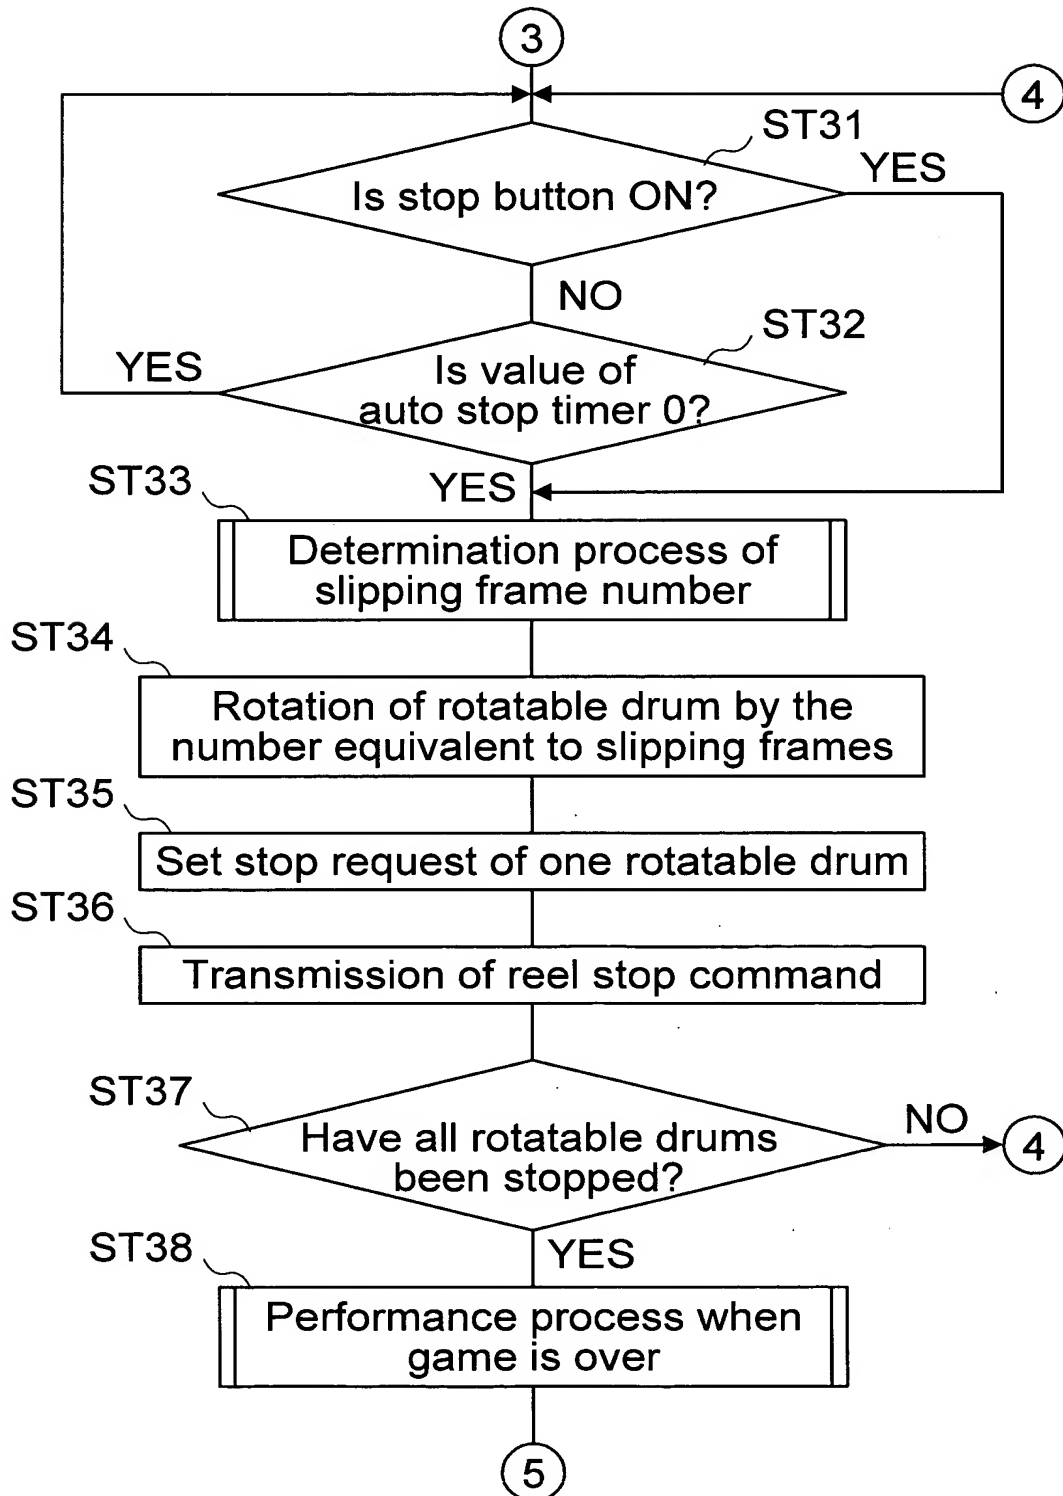 3
4
ST31
Is stop button ON?
YES
NO
ST32
YES
Is value of
auto stop timer 0?
ST33
YES
Determination process of
slipping frame number
ST34
Rotation of rotatable drum by the
number equivalent to slipping frames
ST35
Set stop request of one rotatable drum
ST36
Transmission of reel stop command
ST37
Have all rotatable drums
been stopped?
NO
4
ST38
YES
Performance process when
game is over
5